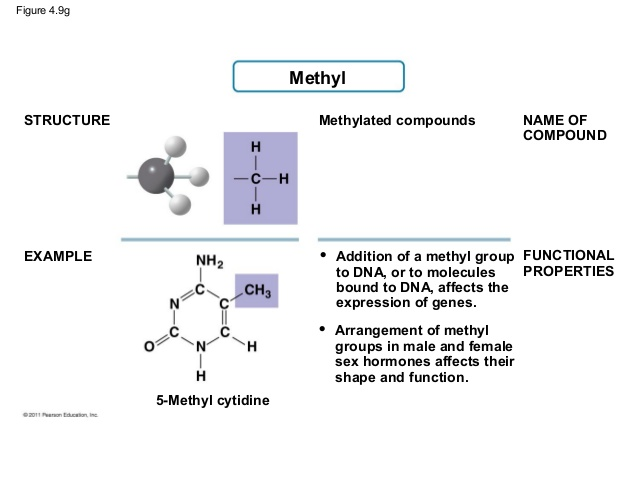 Figure 4.9g
Methyl
STRUCTURE
H
C H
H
Methylated compounds
NAME OF
COMPOUND
EXAMPLE
NH₂
C CH₃
N C
C C
O N H
H
5-Methyl cytidine
• Addition of a methyl group
to DNA, or to molecules
bound to DNA, affects the
expression of genes.
• Arrangement of methyl
groups in male and female
sex hormones affects their
shape and function.
FUNCTIONAL
PROPERTIES
© 2011 Pearson Education, Inc.